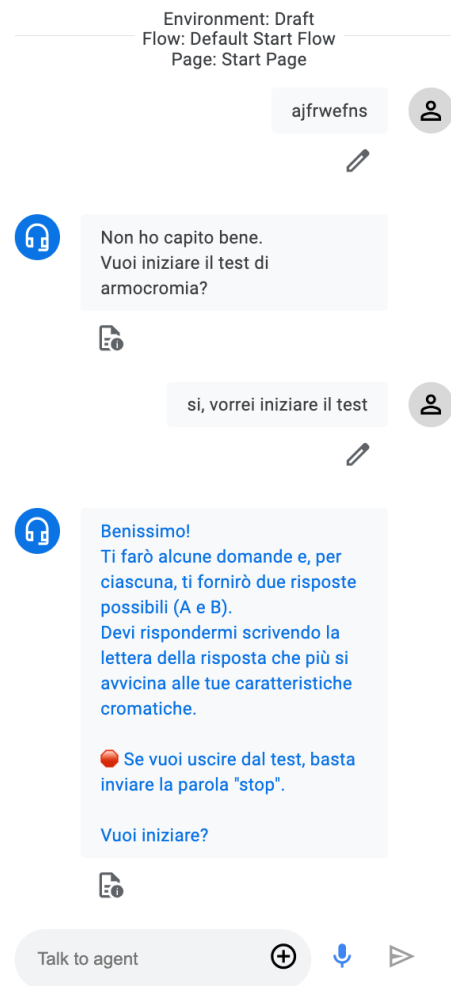 Environment: Draft
Flow: Default Start Flow
Page: Start Page
ajfrwefns
Non ho capito bene.
Vuoi iniziare il test di
armocromia?
si, vorrei iniziare il test
Benissimo!
Ti farò alcune domande e, per
ciascuna, ti fornirò due risposte
possibili (A e B).
Devi rispondermi scrivendo la
lettera della risposta che più si
avvicina alle tue caratteristiche
cromatiche.
🛑 Se vuoi uscire dal test, basta
inviare la parola "stop".
Vuoi iniziare?
Talk to agent